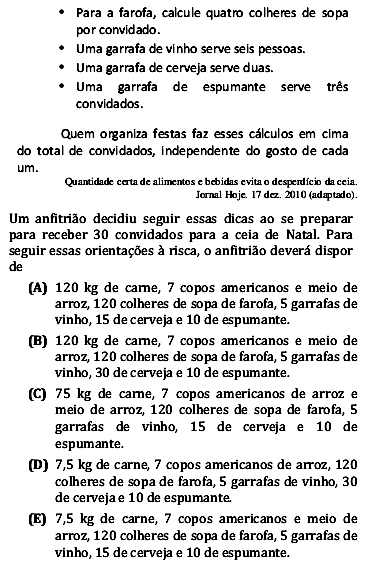 • Para a farofa, calcule quatro colheres de sopa
por convidado.
• Uma garrafa de vinho serve seis pessoas.
• Uma garrafa de cerveja serve duas.
• Uma garrafa de espumante serve três
convidados.
Quem organiza festas faz esses cálculos em cima
do total de convidados, independente do gosto de cada
um.
Quantidade certa de alimentos e bebidas evita o desperdício da ceia.
Jornal Hoje. 17 dez. 2010 (adaptado).
Um anfitrião decidiu seguir essas dicas ao se preparar
para receber 30 convidados para a ceia de Natal. Para
seguir essas orientações à risca, o anfitrião deverá dispor
de
(A) 120 kg de carne, 7 copos americanos e meio de
arroz, 120 colheres de sopa de farofa, 5 garrafas de
vinho, 15 de cerveja e 10 de espumante.
(B) 120 kg de carne, 7 copos americanos e meio de
arroz, 120 colheres de sopa de farofa, 5 garrafas de
vinho, 30 de cerveja e 10 de espumante.
(C) 75 kg de carne, 7 copos americanos de arroz e
meio de arroz, 120 colheres de sopa de farofa, 5
garrafas de vinho, 15 de cerveja e 10 de
espumante.
(D) 7,5 kg de carne, 7 copos americanos de arroz, 120
colheres de sopa de farofa, 5 garrafas de vinho, 30
de cerveja e 10 de espumante.
(E) 7,5 kg de carne, 7 copos americanos e meio de
arroz, 120 colheres de sopa de farofa, 5 garrafas de
vinho, 15 de cerveja e 10 de espumante.